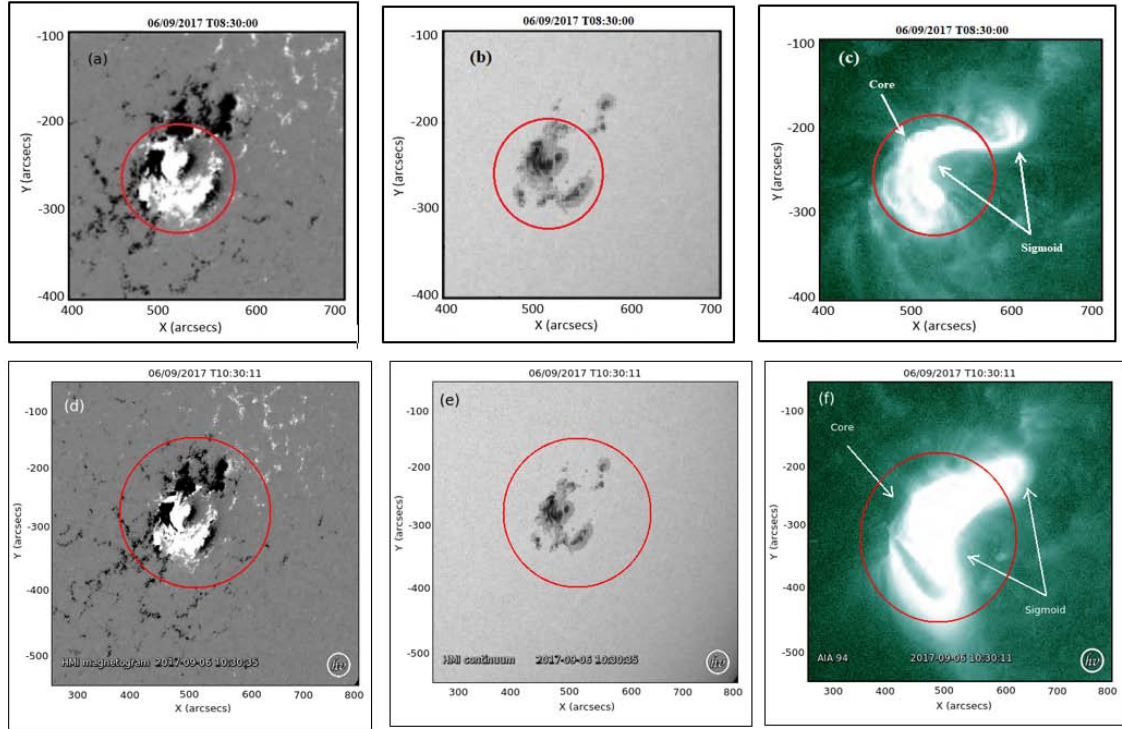 06/09/2017 T08:30:00
(a)
-100
-200
-300
-400
Y (arcsecs)
400 500 600 700
X (arcsecs)
06/09/2017 T08:30:00
(b)
-100
-200
-300
-400
Y (arcsecs)
400 500 600 700
X (arcsecs)
06/09/2017 T08:30:00
(c)
Core
Sigmoid
-100
-200
-300
-400
Y (arcsecs)
400 500 600 700
X (arcsecs)
06/09/2017 T10:30:11
(d)
-100
-200
-300
-400
-500
Y (arcsecs)
HMI magnetogram 2017-09-06 10:30:35
hv
300 400 500 600 700 800
X (arcsecs)
06/09/2017 T10:30:11
(e)
-100
-200
-300
-400
-500
Y (arcsecs)
HMI continuum 2017-09-06 10:30:35
hv
300 400 500 600 700 800
X (arcsecs)
06/09/2017 T10:30:11
(f)
Core
Sigmoid
-100
-200
-300
-400
-500
Y (arcsecs)
AIA 94 2017-09-06 10:30:11
hv
300 400 500 600 700 800
X (arcsecs)